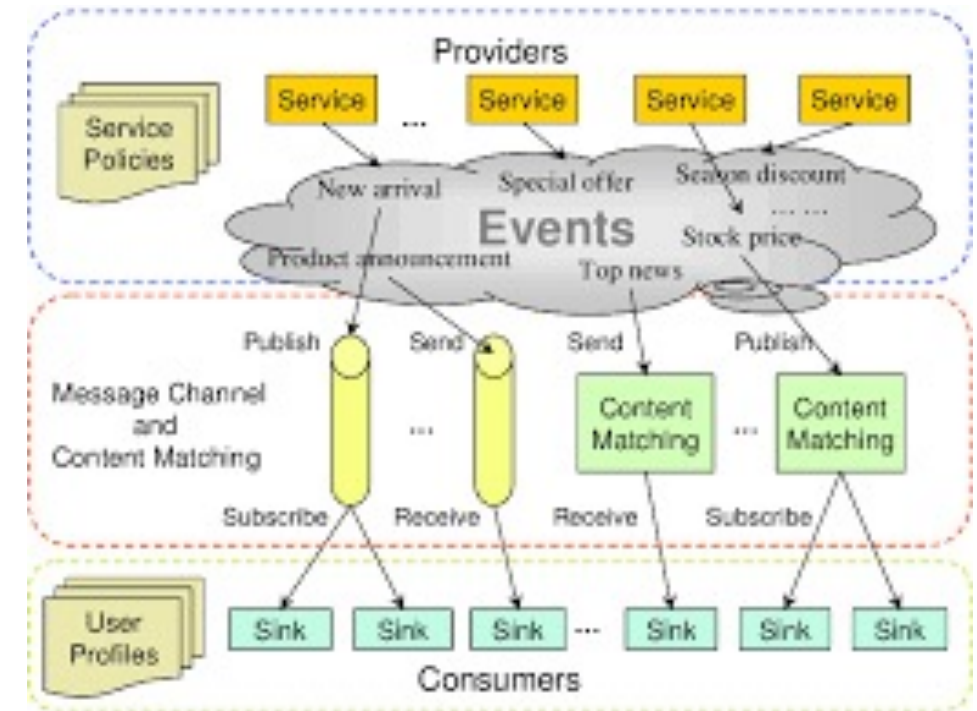 Providers
Service
Policies
Service
...
Service
Service
Service
New arrival
Special offer
Season discount
... ...
Events
Stock price
Product announcement
Top news
Publish
Send
Send
Publish
Message Channel
and
Content Matching
...
Content
Matching
...
Content
Matching
Subscribe
Receive
Receive
Subscribe
User
Profiles
Sink
Sink
Sink
...
Sink
Sink
Sink
Consumers